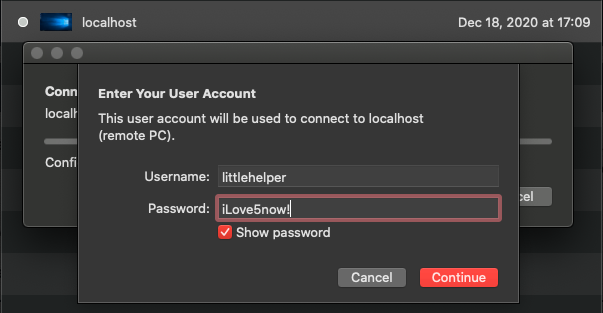 localhost Dec 18, 2020 at 17:09
Conn
localh
Confi
cel
Enter Your User Account
This user account will be used to connect to localhost
(remote PC).
Username: littlehelper
Password: iLove5now!
Show password
Cancel Continue